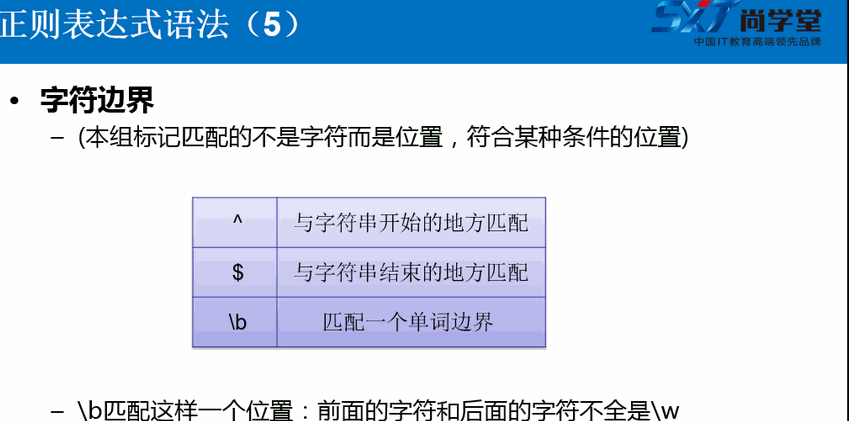 正则表达式语法（5）
SXT 尚学堂
中国IT教育高端领先品牌
• 字符边界
– (本组标记匹配的不是字符而是位置，符合某种条件的位置)
^ 与字符串开始的地方匹配
$ 与字符串结束的地方匹配
\b 匹配一个单词边界
– \b匹配这样一个位置：前面的字符和后面的字符不全是\w